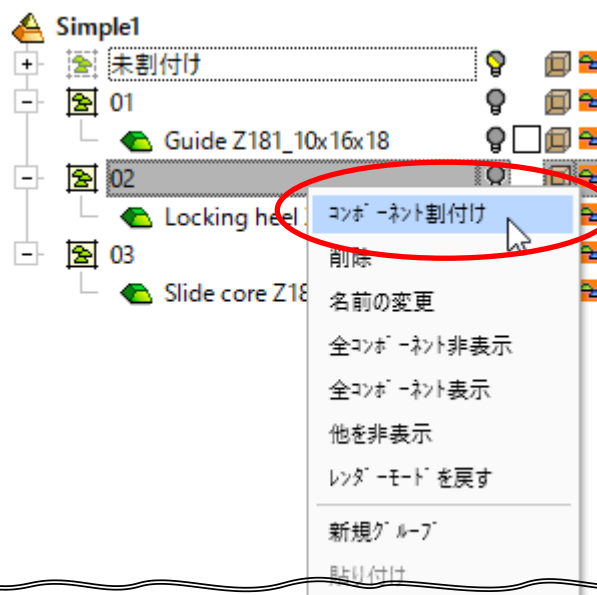 Simple1
未割付け
01
Guide Z181_10x16x18
02
Locking heel
03
Slide core Z18
ｺﾝﾎﾟｰﾈﾝﾄ割付け
削除
名前の変更
全ｺﾝﾎﾟｰﾈﾝﾄ非表示
全ｺﾝﾎﾟｰﾈﾝﾄ表示
他を非表示
ﾚﾝﾀﾞｰﾓｰﾄﾞを戻す
新規ｸﾞﾙｰﾌﾟ
貼り付け